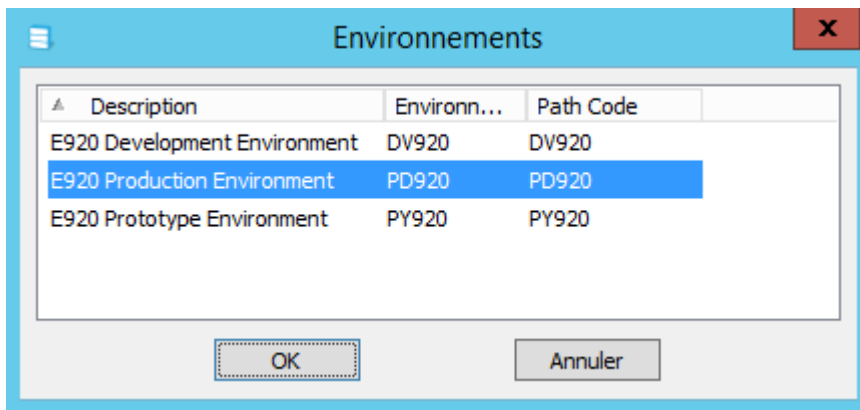 Environnements
x
Description Environn... Path Code
E920 Development Environment DV920 DV920
E920 Production Environment PD920 PD920
E920 Prototype Environment PY920 PY920
OK Annuler